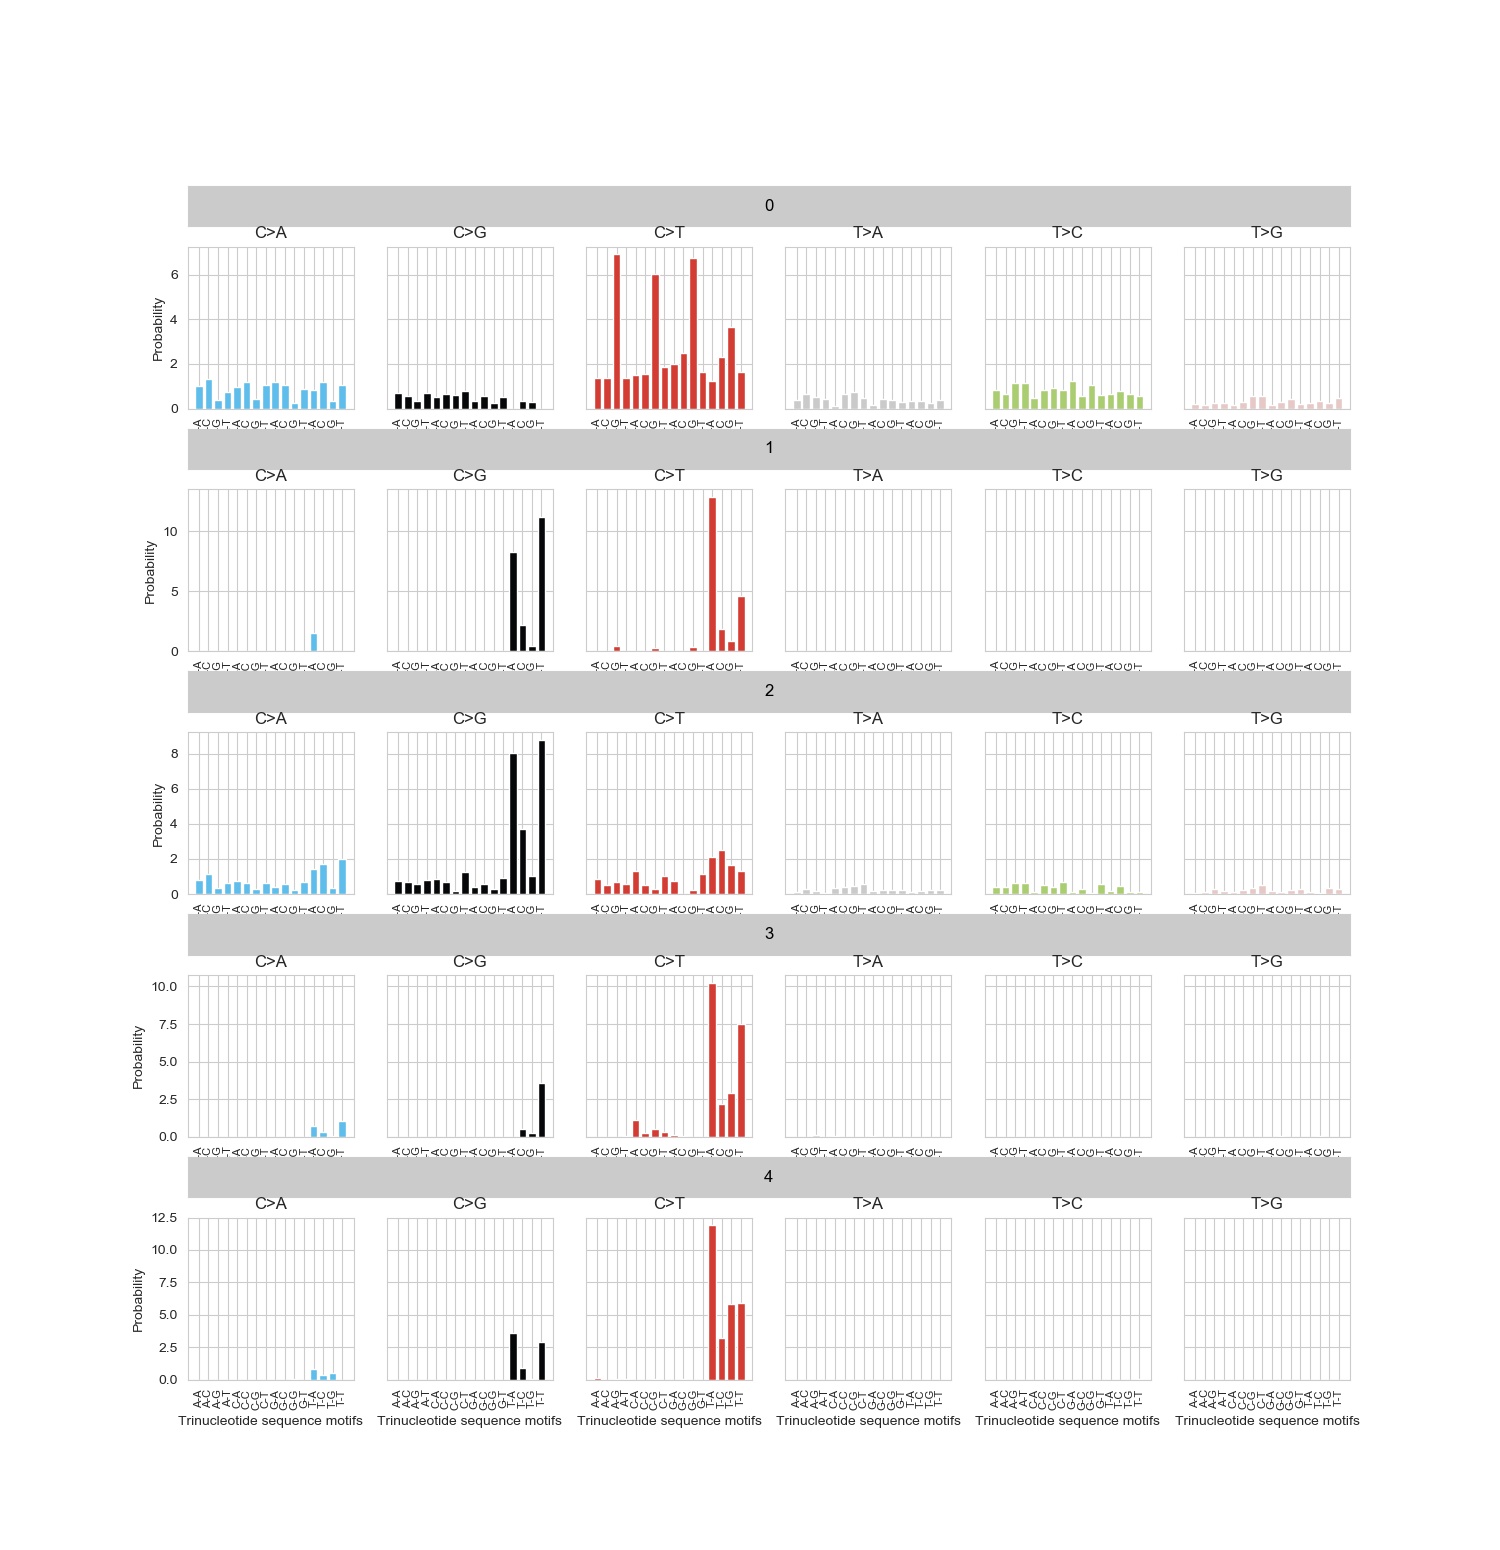 0
C>A C>G C>T T>A T>C T>G
Probability
6
4
2
0
1
C>A C>G C>T T>A T>C T>G
Probability
10
5
0
2
C>A C>G C>T T>A T>C T>G
Probability
8
6
4
2
0
3
C>A C>G C>T T>A T>C T>G
Probability
10.0
7.5
5.0
2.5
0.0
4
C>A C>G C>T T>A T>C T>G
Probability
12.5
10.0
7.5
5.0
2.5
0.0
A-A A-C A-G A-T C-A C-C C-G C-T G-A G-C G-G G-T T-A T-C T-G T-T
A-A A-C A-G A-T C-A C-C C-G C-T G-A G-C G-G G-T T-A T-C T-G T-T
A-A A-C A-G A-T C-A C-C C-G C-T G-A G-C G-G G-T T-A T-C T-G T-T
A-A A-C A-G A-T C-A C-C C-G C-T G-A G-C G-G G-T T-A T-C T-G T-T
A-A A-C A-G A-T C-A C-C C-G C-T G-A G-C G-G G-T T-A T-C T-G T-T
A-A A-C A-G A-T C-A C-C C-G C-T G-A G-C G-G G-T T-A T-C T-G T-T
Trinucleotide sequence motifs Trinucleotide sequence motifs Trinucleotide sequence motifs Trinucleotide sequence motifs Trinucleotide sequence motifs Trinucleotide sequence motifs